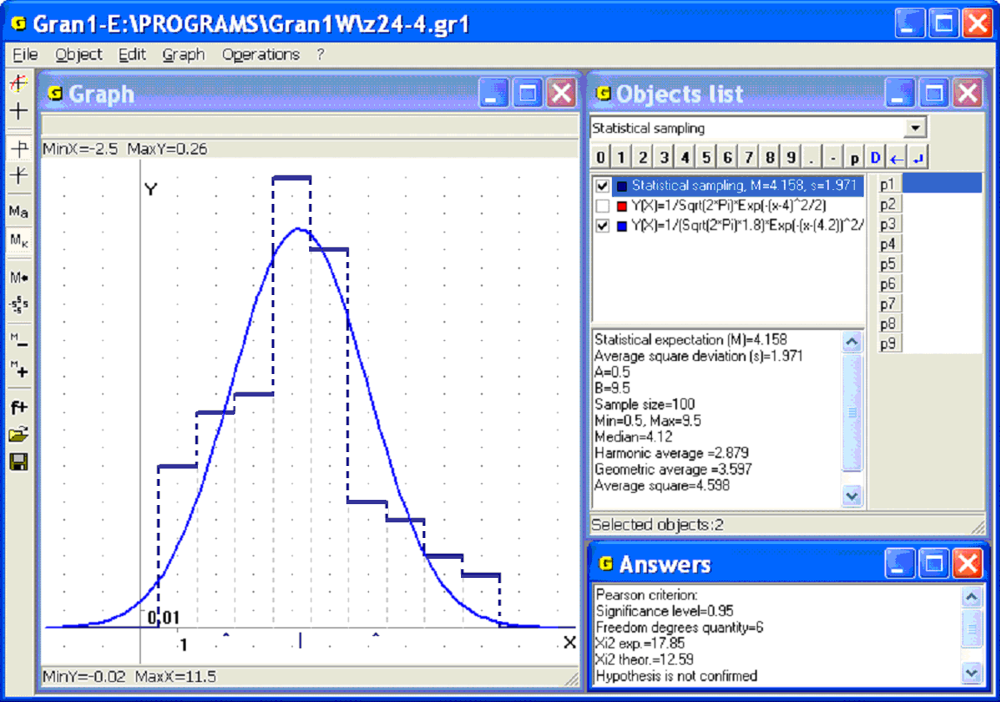 Gran1-E:\PROGRAMS\Gran1W\z24-4.gr1
File Object Edit Graph Operations ?
Graph
MinX=-2.5 MaxY=0.26
Y
0.01
1
X
MinY=-0.02 MaxX=11.5
Ma
Mк
M•
-5 5 5 -5
M_
M+
f+
Objects list
Statistical sampling
0 1 2 3 4 5 6 7 8 9 . - p D ← ↵
Statistical sampling, M=4.158, s=1.971
Y(X)=1/Sqrt(2*Pi)*Exp(-(x-4)^2/2)
Y(X)=1/(Sqrt(2*Pi)*1.8)*Exp(-(x-(4.2))^2/
p1
p2
p3
p4
p5
p6
p7
p8
p9
Statistical expectation (M)=4.158
Average square deviation (s)=1.971
A=0.5
B=9.5
Sample size=100
Min=0.5, Max=9.5
Median=4.12
Harmonic average =2.879
Geometric average =3.597
Average square=4.598
Selected objects:2
Answers
Pearson criterion:
Significance level=0.95
Freedom degrees quantity=6
Xi2 exp.=17.85
Xi2 theor.=12.59
Hypothesis is not confirmed